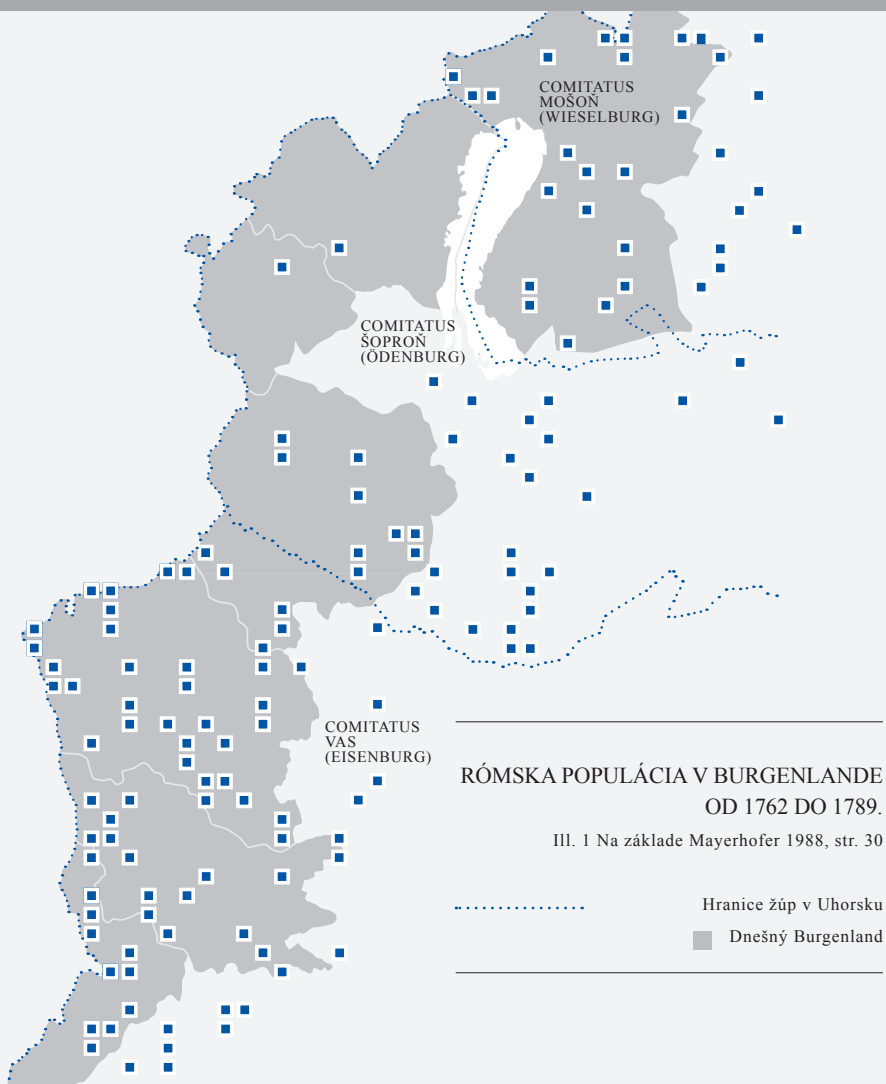 COMITATUS
MOŠOŇ
(WIESELBURG)
COMITATUS
ŠOPROŇ
(ÖDENBURG)
COMITATUS
VAS
(EISENBURG)
RÓMSKA POPULÁCIA V BURGENLANDE
OD 1762 DO 1789.
Ill. 1 Na základe Mayerhofer 1988, str. 30
Hranice žúp v Uhorsku
Dnešný Burgenland